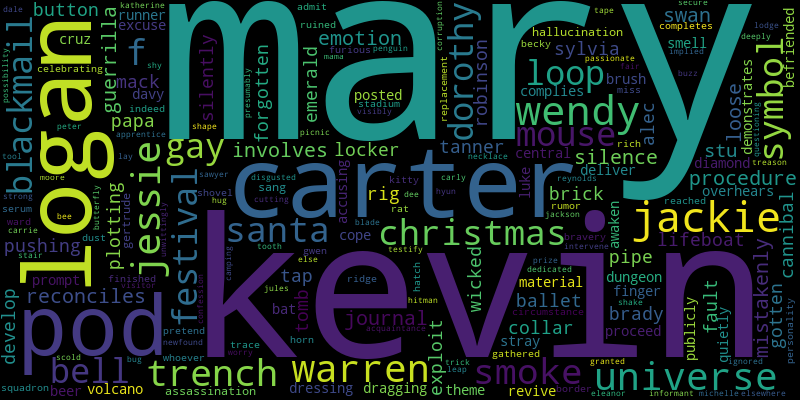 mary
kevin
carter
logan
pod
wendy
jackie
universe
warren
christmas
santa
trench
bell
smoke
mouse
loop
symbol
dorothy
blackmail
festival
jessie
gay
f
silence
procedure
mistakenly
cannibal
lifeboat
emotion
button
cruz
runner
excuse
mack
davy
papa
guerrilla
silently
forgotten
emerald
posted
stadium
visibly
robinson
sylvia
swan
smell
brush
alec
loose
stu
diamond
demonstrates
befriended
hallucination
becky
passionate
complies
tanner
central
deliver
overhears
rich
miss
fair
buzz
implied
deeply
lodge
secure
completes
tape
admit
ruined
furious
penguin
mama
replacement
corruption
katherine
dale
shy
celebrating
possibility
indeed
peter
apprentice
presumably
shape
picnic
treason
questioning
involves
locker
brick
rig
luke
necklace
carly
hyun
reynolds
rumor
jackson
bravery
intervene
awaken
reached
pipe
dungeon
finger
brady
proceed
material
ballet
circumstance
collar
stray
gathered
granted
revive
theme
exploit
dragging
dressing
assassination
volcano
beer
squadron
develop
reconciles
pushing
prompt
plotting
gertrude
butterfly
dust
moore
bee
lay
tool
strong
serum
ward
carrie
stair
finished
visitor
unwittingly
sawyer
shovel
hug
disgusted
sang
cutting
accusing
kitty
dee
rat
blade
cope
gwen
testify
tap
tooth
else
prize
dedicated
ridge
hatch
hitman
jules
bat
tomb
journal
acquaintance
camping
confession
pretend
newfound
whoever
scold
bug
trace
worry
horn
trick
leap
wicked
shake
border
eleanor
informant
michelle
elsewhere
ignored
publicly
fault
quietly
gotten
personality